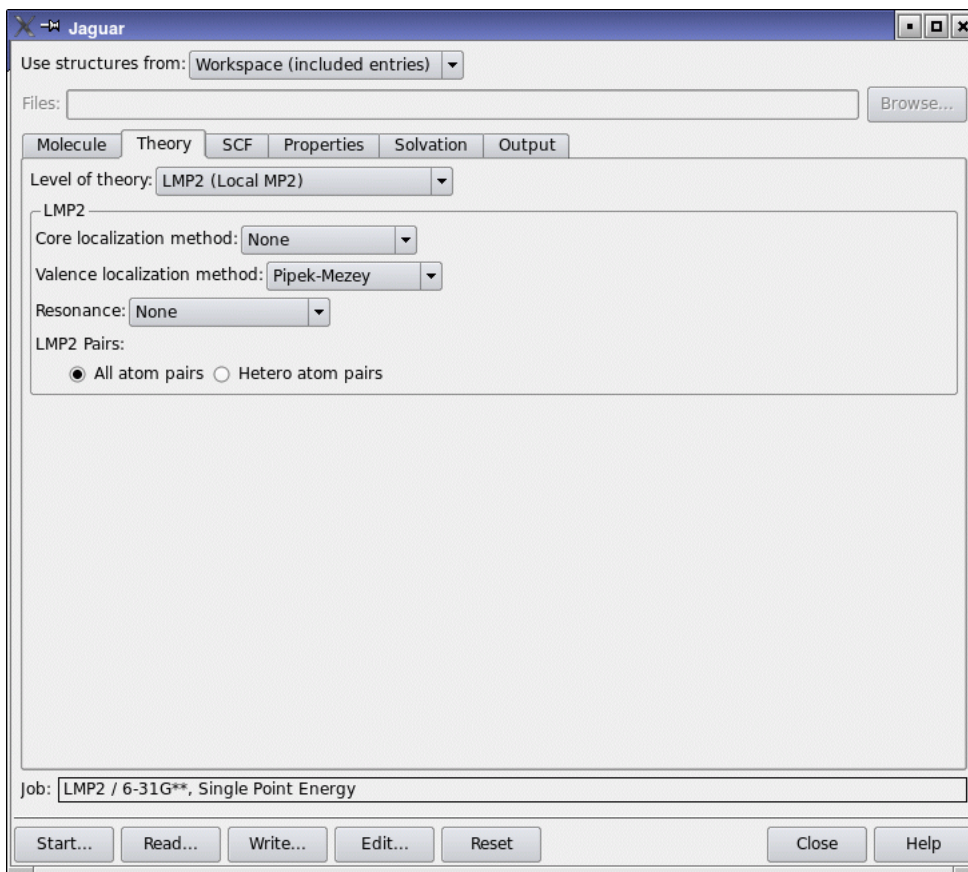 Jaguar
Use structures from: Workspace (included entries)
Files: Browse...
Molecule Theory SCF Properties Solvation Output
Level of theory: LMP2 (Local MP2)
LMP2
Core localization method: None
Valence localization method: Pipek-Mezey
Resonance: None
LMP2 Pairs:
All atom pairs Hetero atom pairs
Job: LMP2 / 6-31G**, Single Point Energy
Start... Read... Write... Edit... Reset Close Help